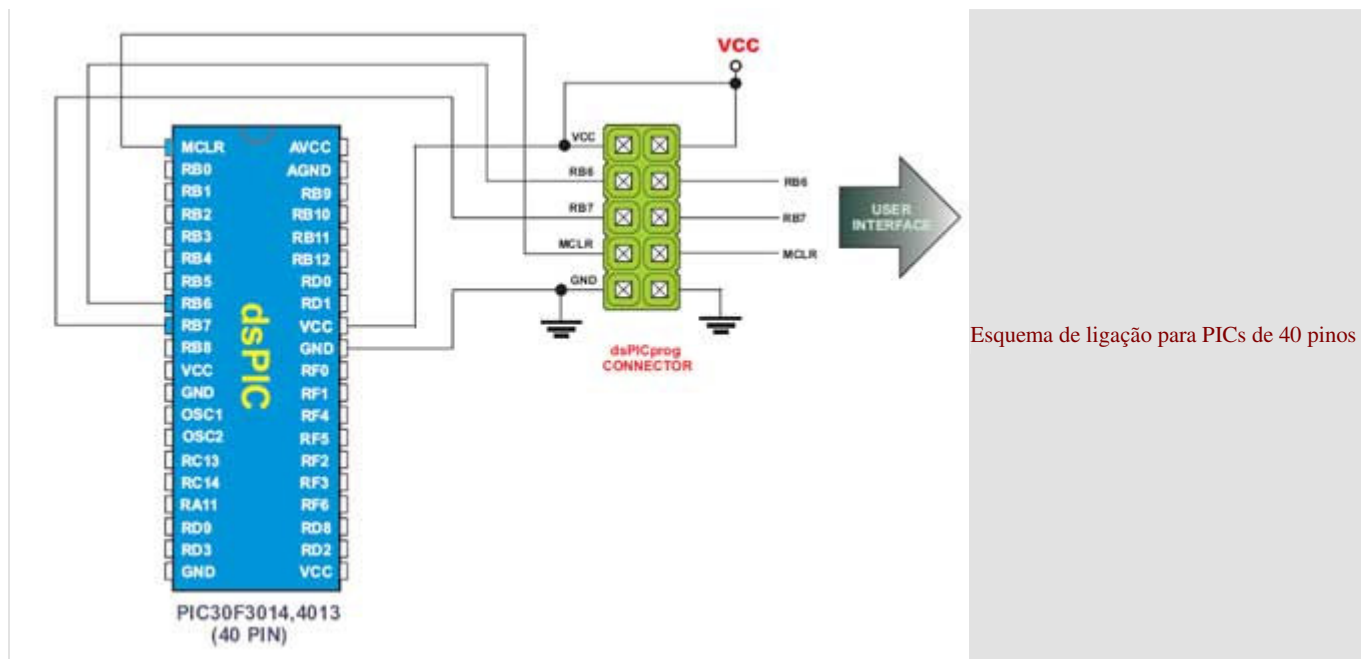 VCC
MCLR
RB0
RB1
RB2
RB3
RB4
RB5
RB6
RB7
RB8
VCC
GND
OSC1
OSC2
RC13
RC14
RA11
RD9
RD3
GND
dsPIC
AVCC
AGND
RB9
RB10
RB11
RB12
RD0
RD1
VCC
GND
RF0
RF1
RF4
RF5
RF2
RF3
RF6
RD8
RD2
VCC
PIC30F3014,4013
(40 PIN)
VCC
RB6
RB7
MCLR
GND
RB6
RB7
MCLR
dsPICprog
CONNECTOR
USER
INTERFACE
Esquema de ligação para PICs de 40 pinos